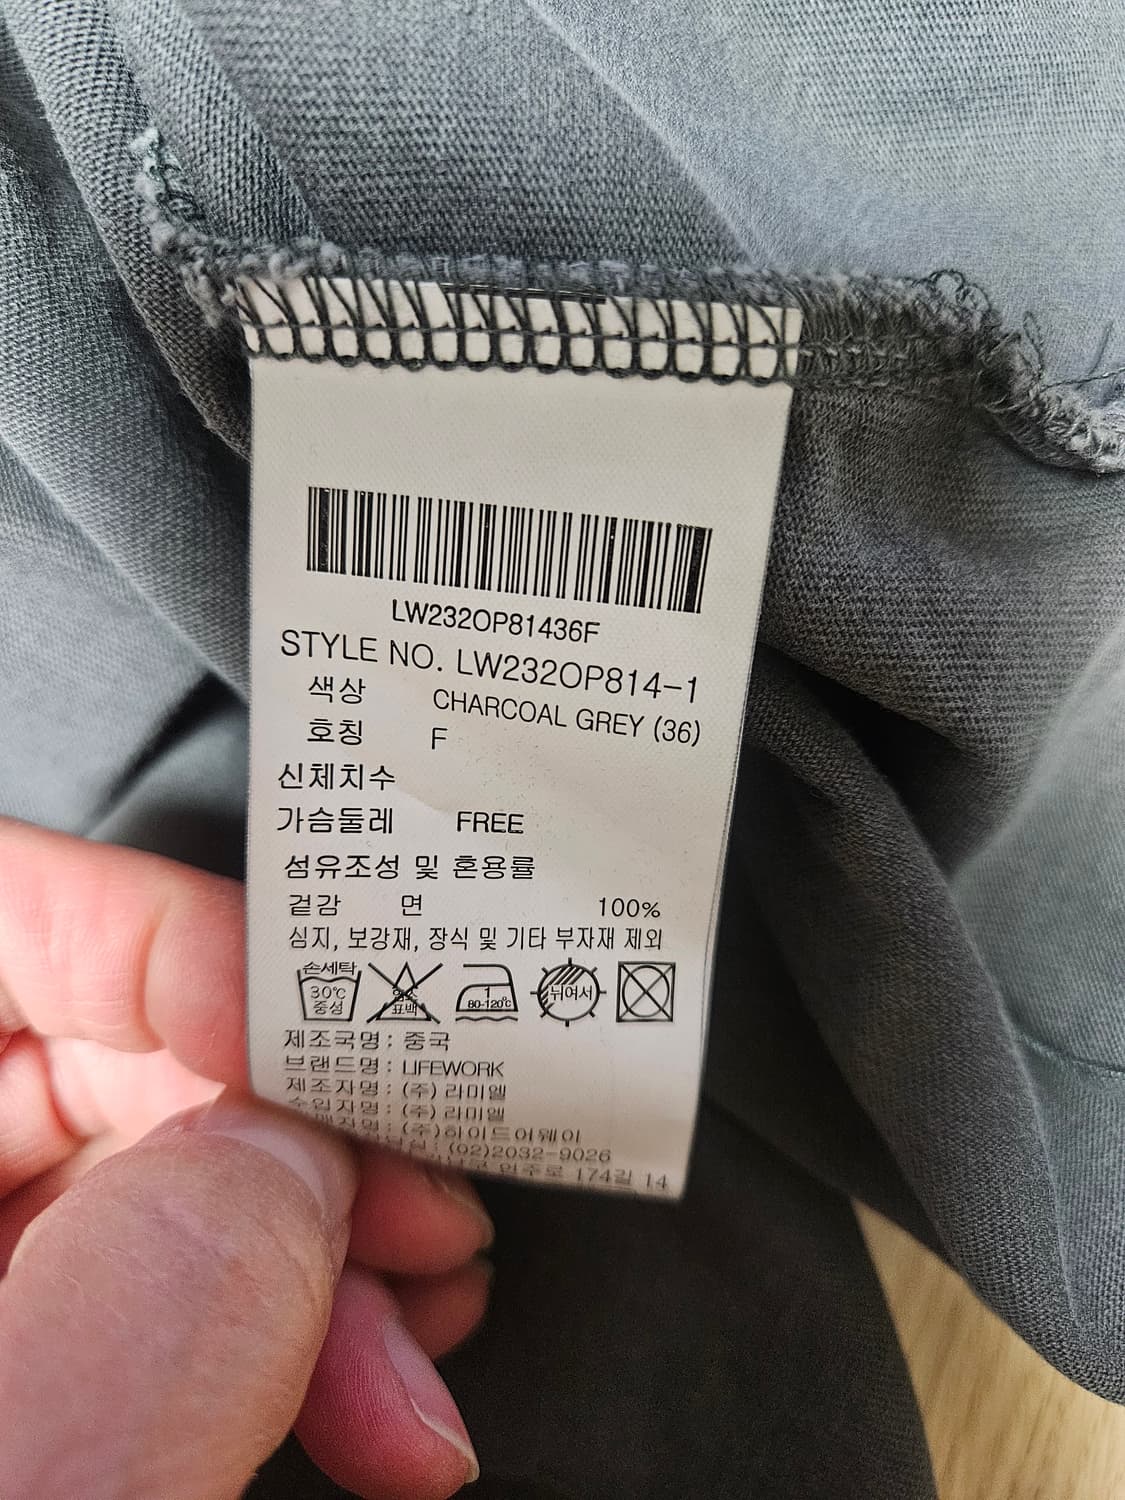 LW232OP81436F
STYLE NO. LW232OP814-1
색상 CHARCOAL GREY (36)
호칭 F
신체치수
가슴둘레 FREE
섬유조성 및 혼용률
겉감 면 100%
심지, 보강재, 장식 및 기타 부자재 제외
손세탁 30℃ 중성 염소 표백 1 80-120℃ 뉘어서
제조국명: 중국
브랜드명: LIFEWORK
제조자명: (주) 라미엘
수입자명: (주) 라미엘
(주)하이드어웨이
(02)2032-9026
174길 14